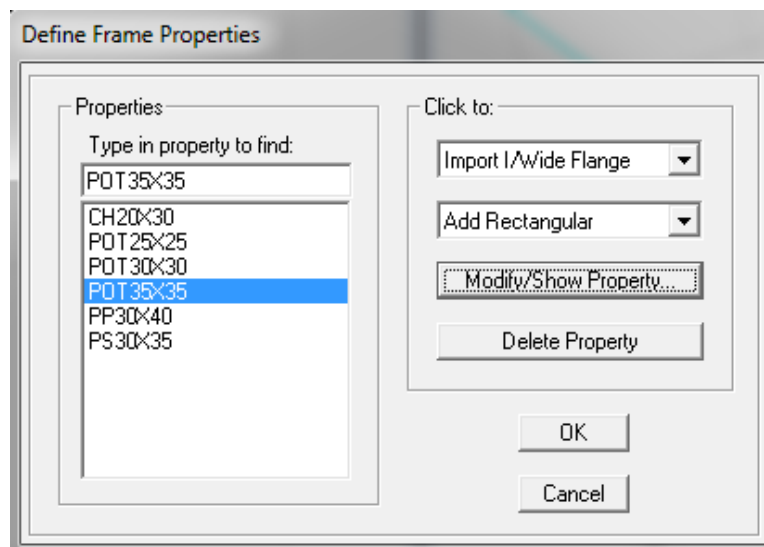 Define Frame Properties
Properties
Type in property to find:
POT35X35
CH20X30
POT25X25
POT30X30
POT35X35
PP30X40
PS30X35
Click to:
Import I/Wide Flange
Add Rectangular
Modify/Show Property...
Delete Property
OK
Cancel